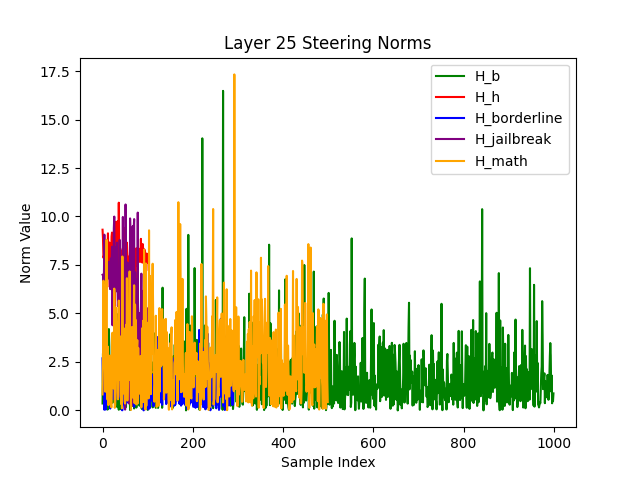 Layer 25 Steering Norms
17.5
15.0
12.5
10.0
7.5
5.0
2.5
0.0
Norm Value
H_b
H_h
H_borderline
H_jailbreak
H_math
0 200 400 600 800 1000
Sample Index